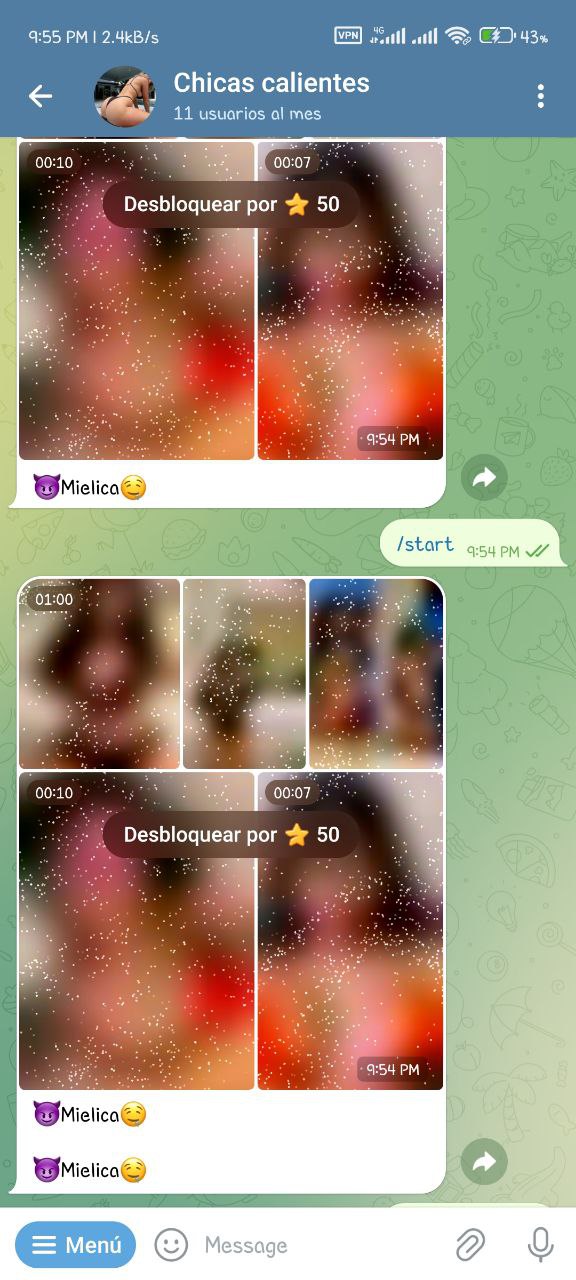 9:55 PM | 2.4kB/s
VPN 4G 43%
Chicas calientes
11 usuarios al mes
00:10
00:07
Desbloquear por ⭐ 50
9:54 PM
😈Mielica🤤
/start 9:54 PM
01:00
00:10
00:07
Desbloquear por ⭐ 50
9:54 PM
😈Mielica🤤
😈Mielica🤤
Menú
Message